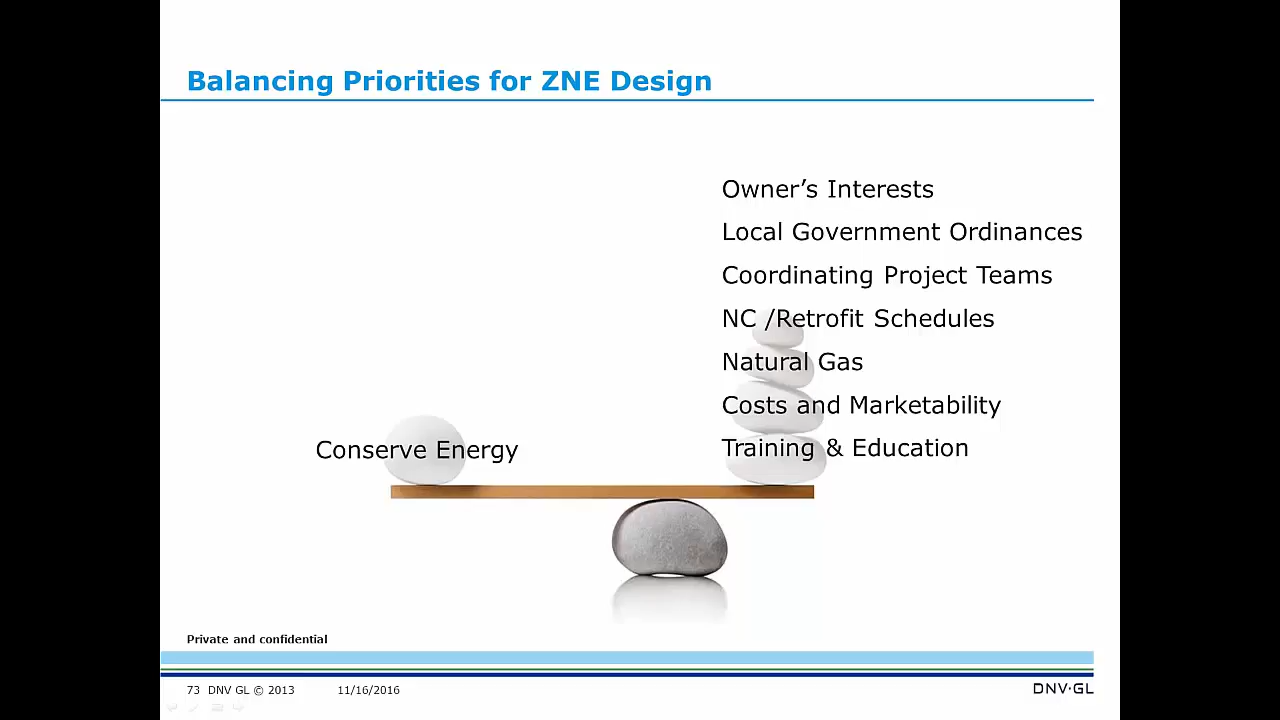 Balancing Priorities for ZNE Design
Owner’s Interests
Local Government Ordinances
Coordinating Project Teams
NC /Retrofit Schedules
Natural Gas
Costs and Marketability
Training & Education
Conserve Energy
Private and confidential
73 DNV GL © 2013 11/16/2016
DNV·GL